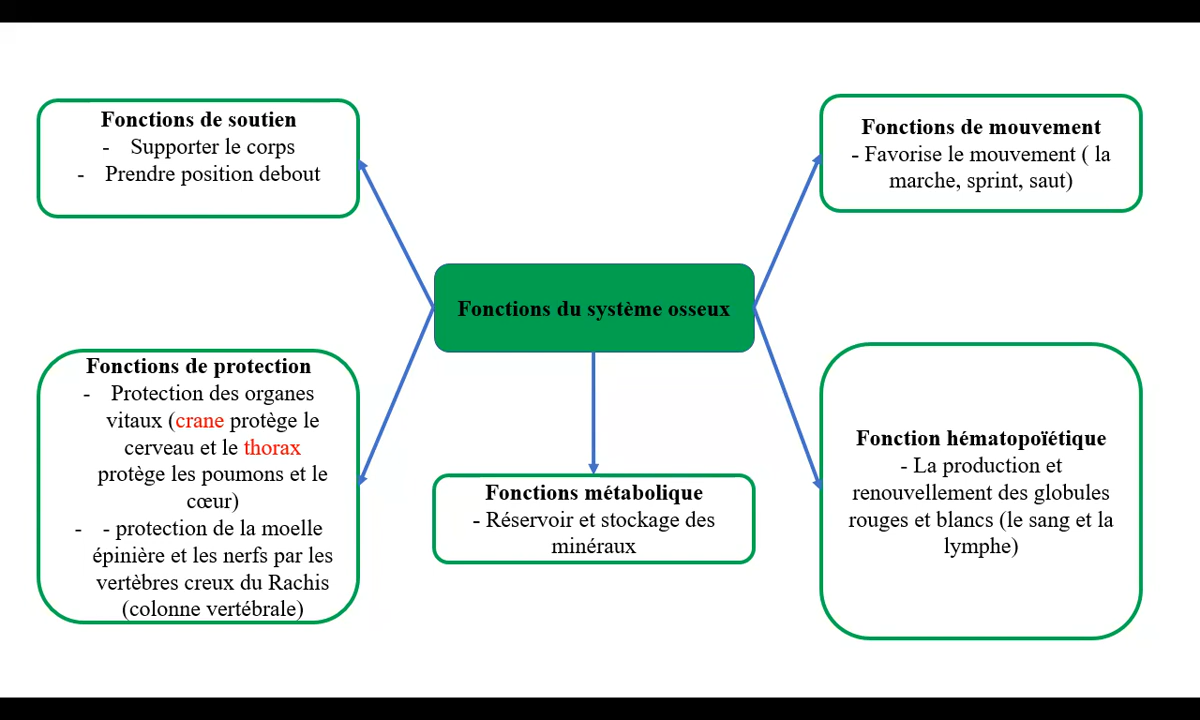 Fonctions de soutien
- Supporter le corps
- Prendre position debout
Fonctions de mouvement
- Favorise le mouvement ( la
marche, sprint, saut)
Fonctions du système osseux
Fonctions de protection
- Protection des organes
vitaux (crane protège le
cerveau et le thorax
protège les poumons et le
cœur)
- - protection de la moelle
épinière et les nerfs par les
vertèbres creux du Rachis
(colonne vertébrale)
Fonctions métabolique
- Réservoir et stockage des
minéraux
Fonction hématopoïétique
- La production et
renouvellement des globules
rouges et blancs (le sang et la
lymphe)